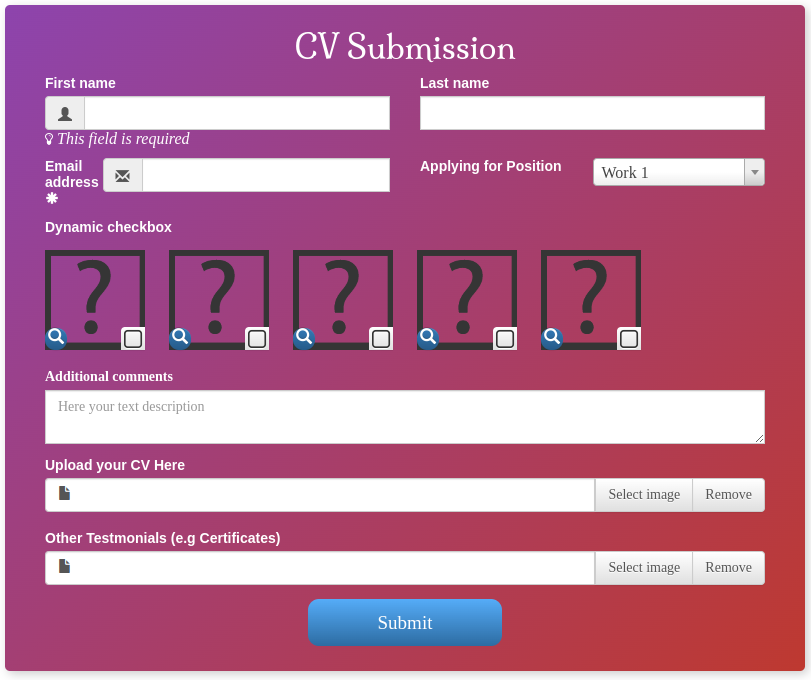 CV Submission
First name
Last name
This field is required
Email address
Applying for Position
Work 1
Dynamic checkbox
? ? ? ? ?
Additional comments
Here your text description
Upload your CV Here
Select image
Remove
Other Testmonials (e.g Certificates)
Select image
Remove
Submit